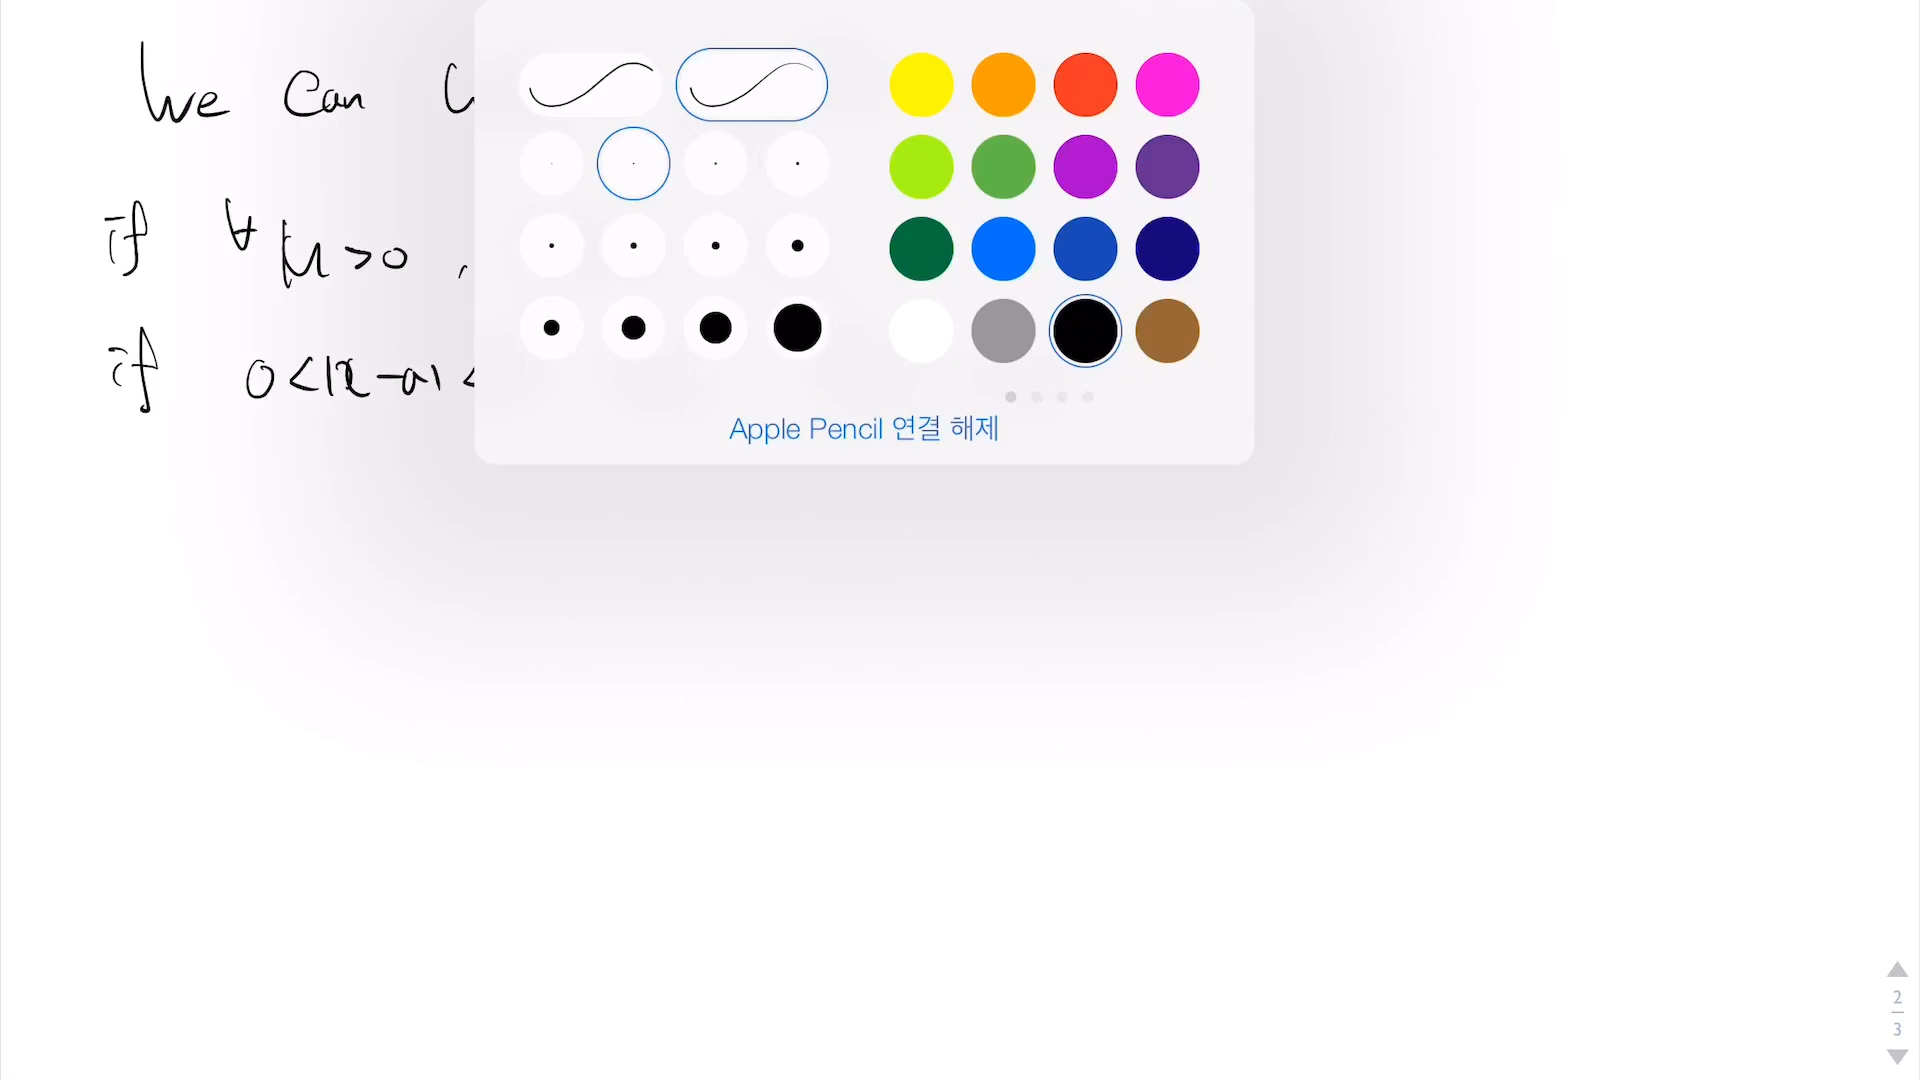 We can
if ∀ μ>0 ,
if 0<|x-a|<
Apple Pencil 연결 해제
2
3